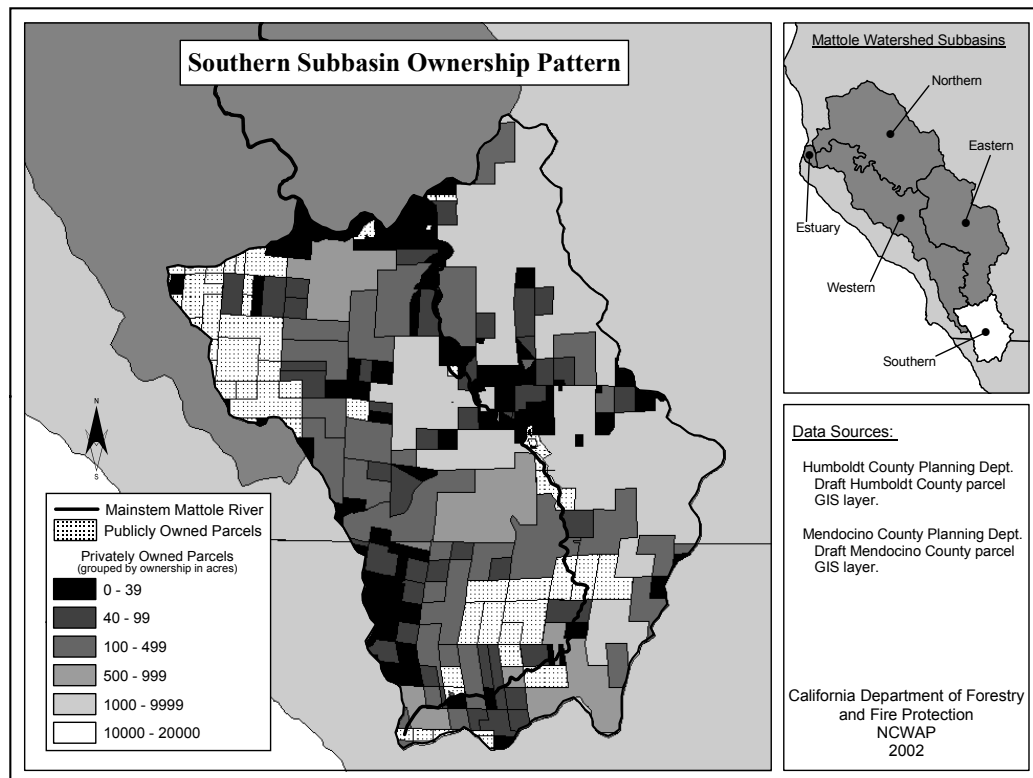 Southern Subbasin Ownership Pattern
N
S
Mainstem Mattole River
Publicly Owned Parcels
Privately Owned Parcels
(grouped by ownership in acres)
0 - 39
40 - 99
100 - 499
500 - 999
1000 - 9999
10000 - 20000
Mattole Watershed Subbasins
Northern
Eastern
Estuary
Western
Southern
Data Sources:
Humboldt County Planning Dept.
Draft Humboldt County parcel
GIS layer.
Mendocino County Planning Dept.
Draft Mendocino County parcel
GIS layer.
California Department of Forestry
and Fire Protection
NCWAP
2002